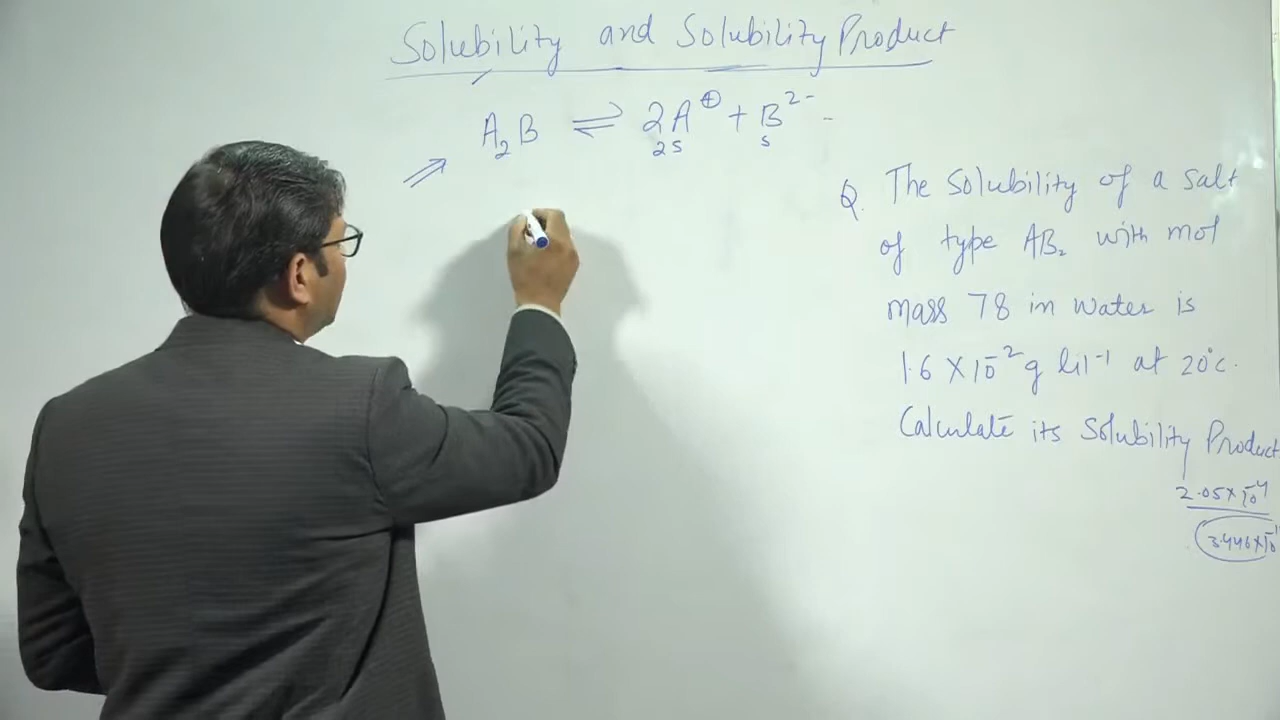 Solubility and Solubility Product
A₂B ⇌ 2A⊕ + B²⁻
2s s
Q. The Solubility of a Salt
of type AB₂ with mol
mass 78 in water is
1.6 × 10⁻² g lit⁻¹ at 20°c.
Calculate its Solubility Product
2.05×10⁻⁴
3.446×10